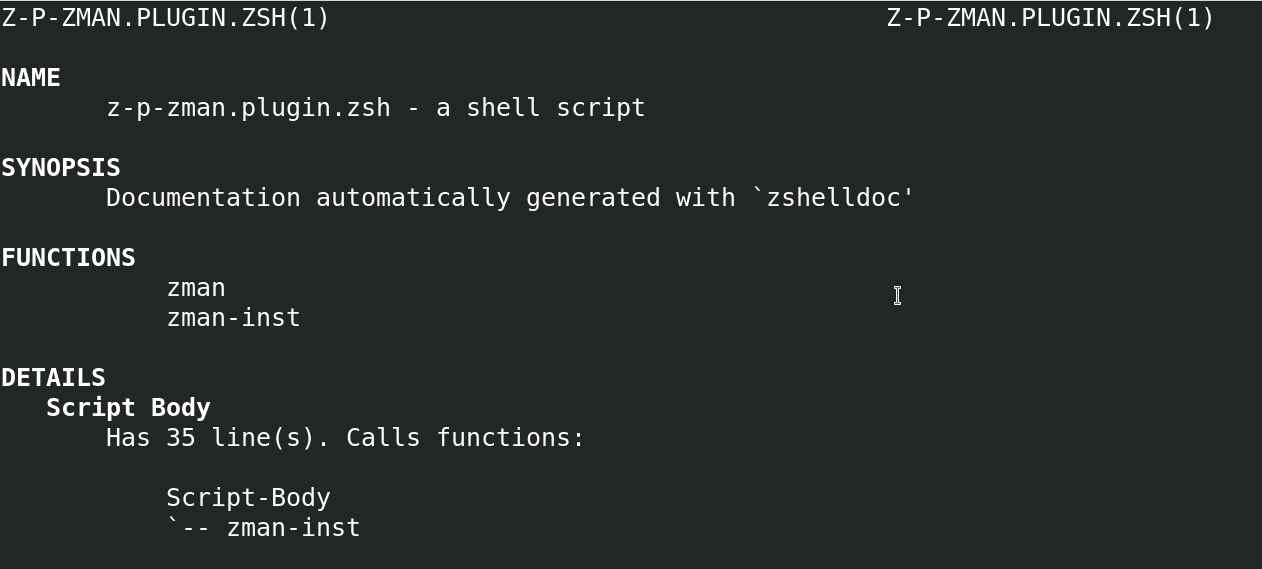 Z-P-ZMAN.PLUGIN.ZSH(1) Z-P-ZMAN.PLUGIN.ZSH(1)
NAME
z-p-zman.plugin.zsh - a shell script
SYNOPSIS
Documentation automatically generated with `zshelldoc'
FUNCTIONS
zman
zman-inst
DETAILS
Script Body
Has 35 line(s). Calls functions:
Script-Body
`-- zman-inst